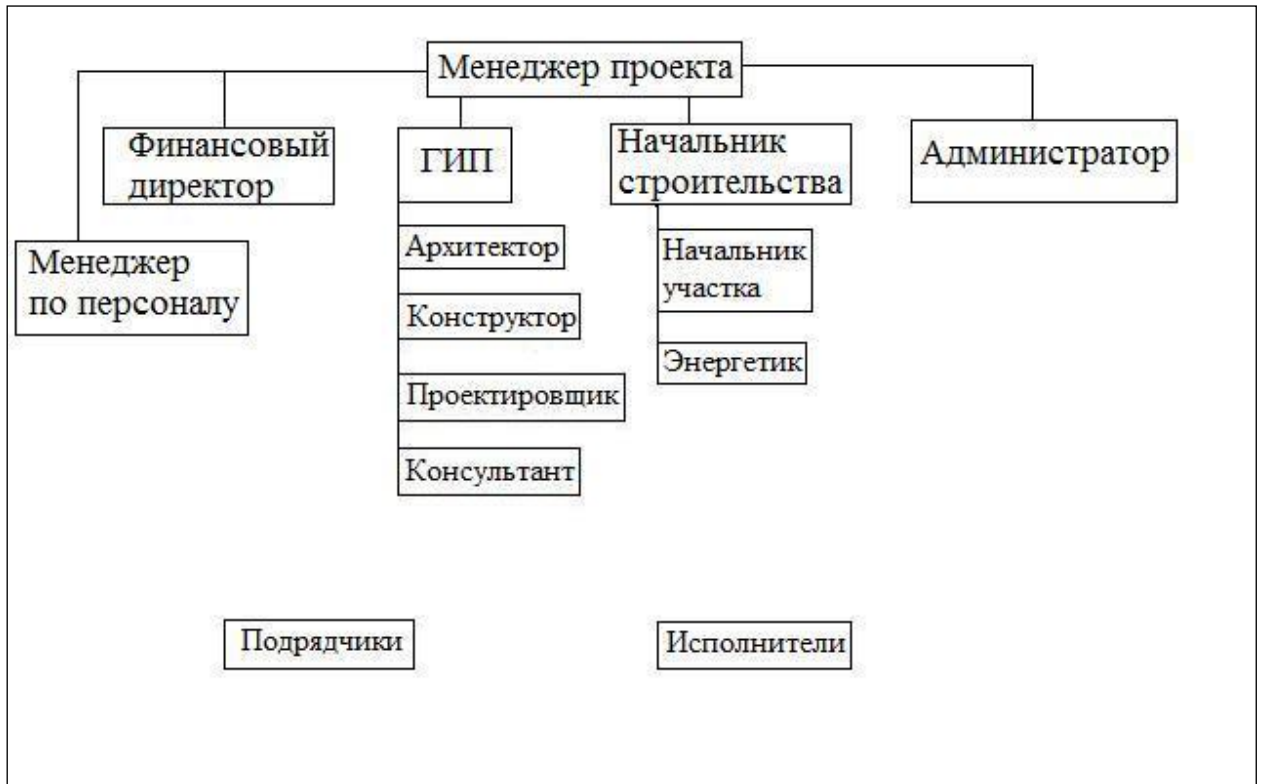 Менеджер проекта
Финансовый
директор
ГИП
Начальник
строительства
Администратор
Менеджер
по персоналу
Архитектор
Конструктор
Проектировщик
Консультант
Начальник
участка
Энергетик
Подрядчики
Исполнители